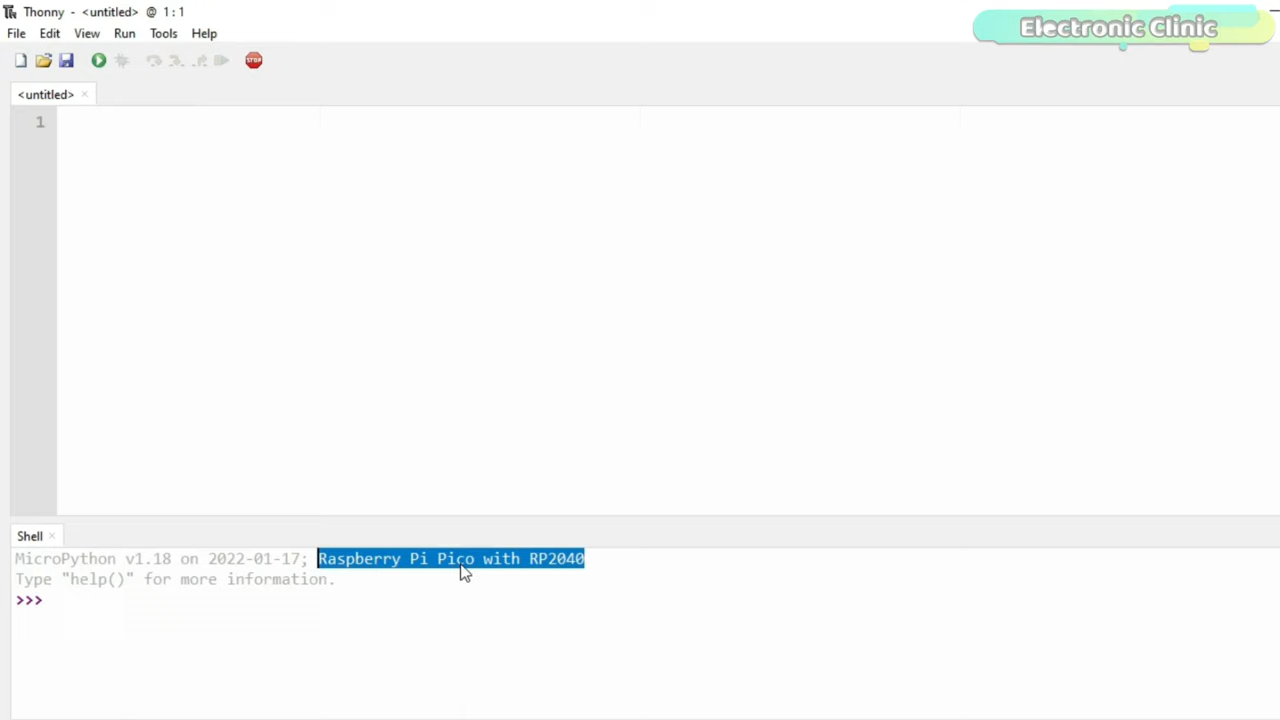 Thonny - <untitled> @ 1:1
Electronic Clinic
File Edit View Run Tools Help
STOP
<untitled> ×
1
Shell ×
MicroPython v1.18 on 2022-01-17; Raspberry Pi Pico with RP2040
Type "help()" for more information.
>>>